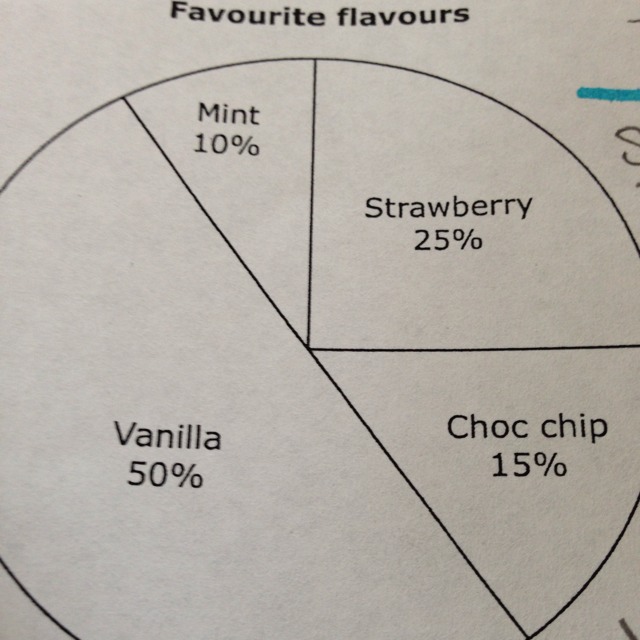 Favourite flavours
Mint
10%
Strawberry
25%
Vanilla
50%
Choc chip
15%